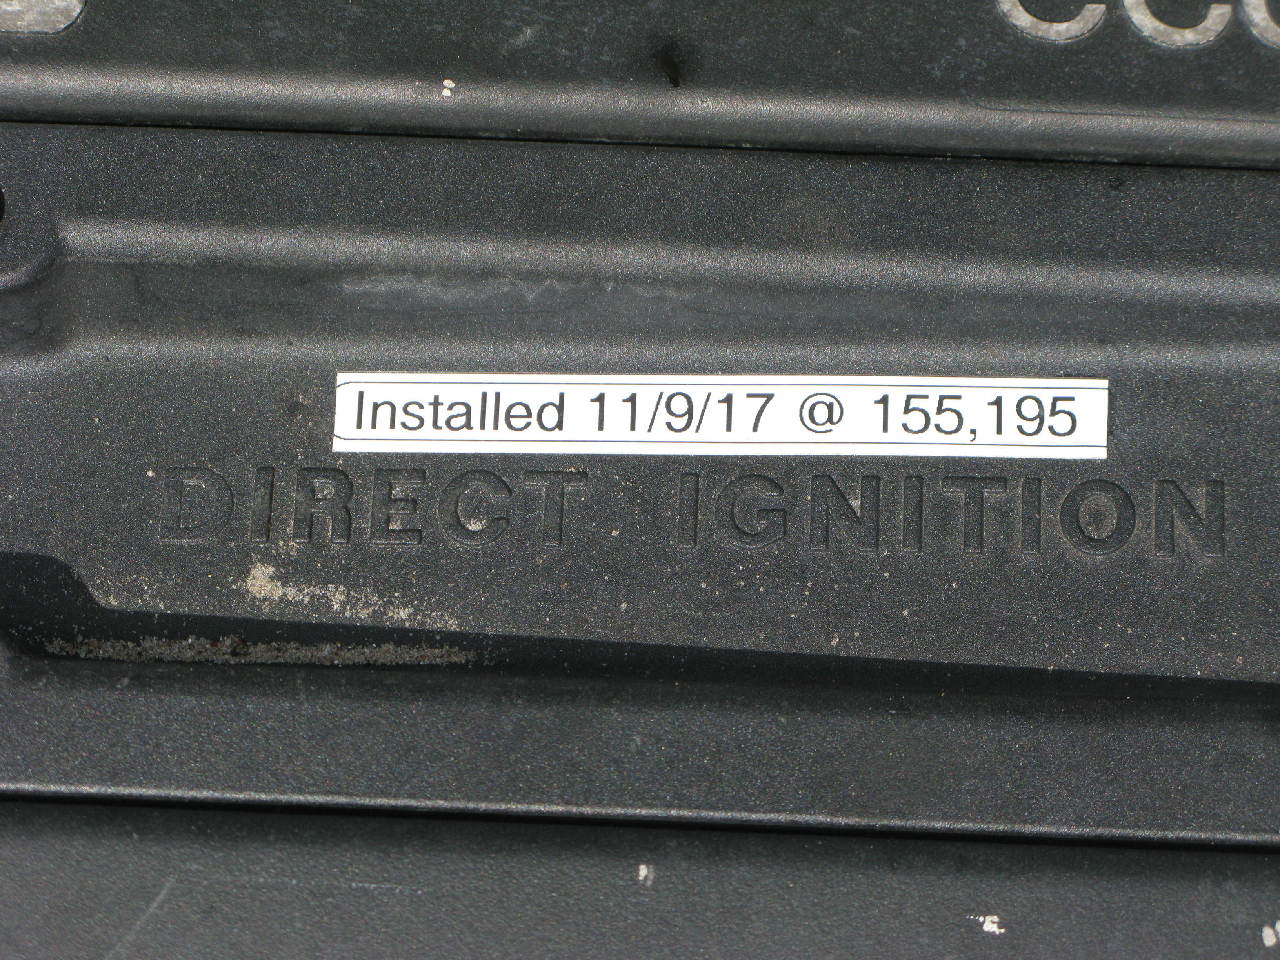 Installed 11/9/17 @ 155,195
DIRECT IGNITION